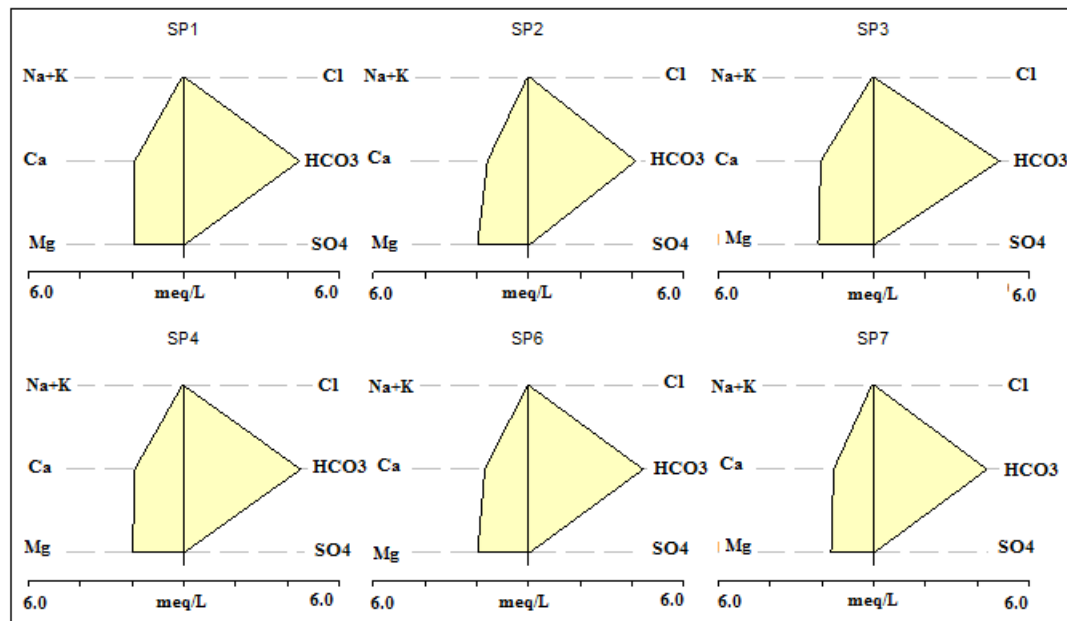 SP1 SP2 SP3
Na+K Cl Na+K Cl Na+K Cl
Ca HCO3 Ca HCO3 Ca HCO3
Mg SO4 Mg SO4 Mg SO4
6.0 meq/L 6.0 6.0 meq/L 6.0 6.0 meq/L 6.0
SP4 SP6 SP7
Na+K Cl Na+K Cl Na+K Cl
Ca HCO3 Ca HCO3 Ca HCO3
Mg SO4 Mg SO4 Mg SO4
6.0 meq/L 6.0 6.0 meq/L 6.0 6.0 meq/L 6.0